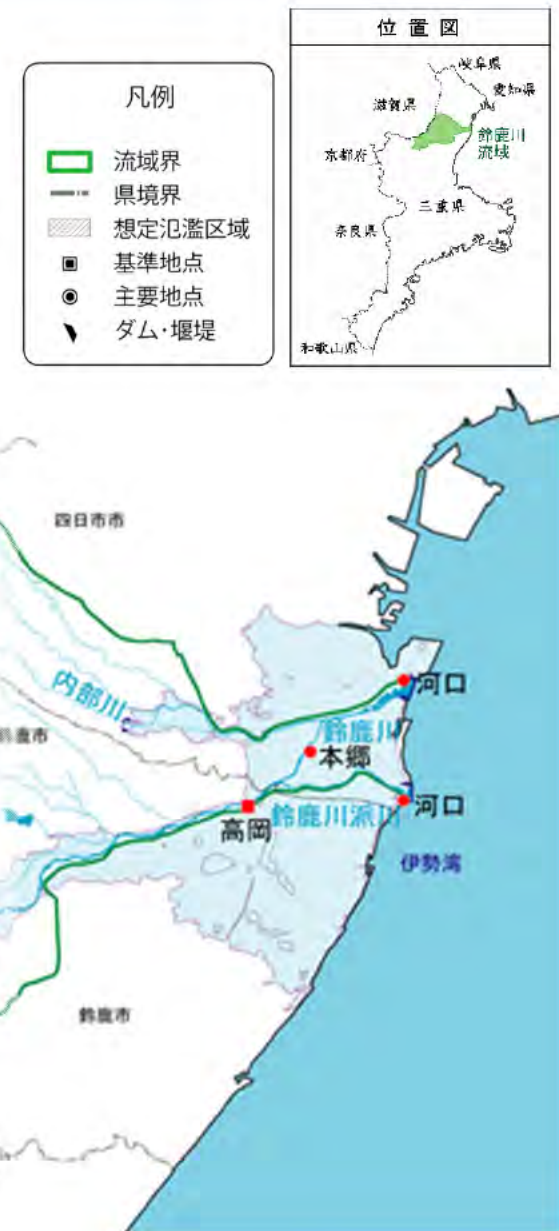 位置図
岐阜県
愛知県
滋賀県
鈴鹿川
流域
京都府
三重県
奈良県
和歌山県
凡例
流域界
県境界
想定氾濫区域
基準地点
主要地点
ダム・堰堤
四日市市
内部川
河口
鈴鹿市
鈴鹿川
本郷
高岡
鈴鹿川派川
河口
伊勢湾
鈴鹿市